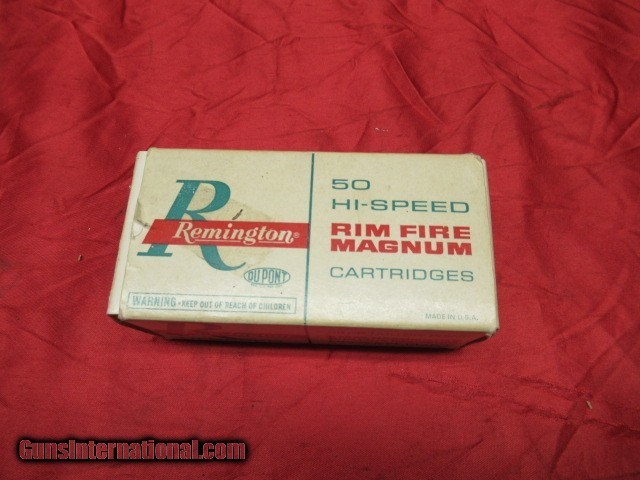 R
Remington®
DU PONT
WARNING-KEEP OUT OF REACH OF CHILDREN
50
HI-SPEED
RIM FIRE
MAGNUM
CARTRIDGES
MADE IN U.S.A.
GunsInternational.com